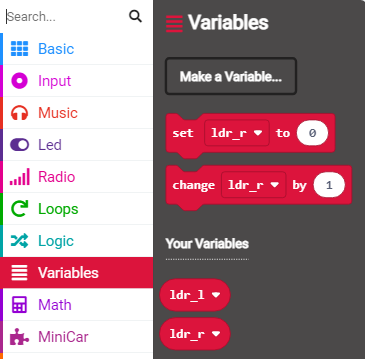 Search...
Basic
Input
Music
Led
Radio
Loops
Logic
Variables
Math
MiniCar
Variables
Make a Variable...
set ldr_r to 0
change ldr_r by 1
Your Variables
ldr_l
ldr_r